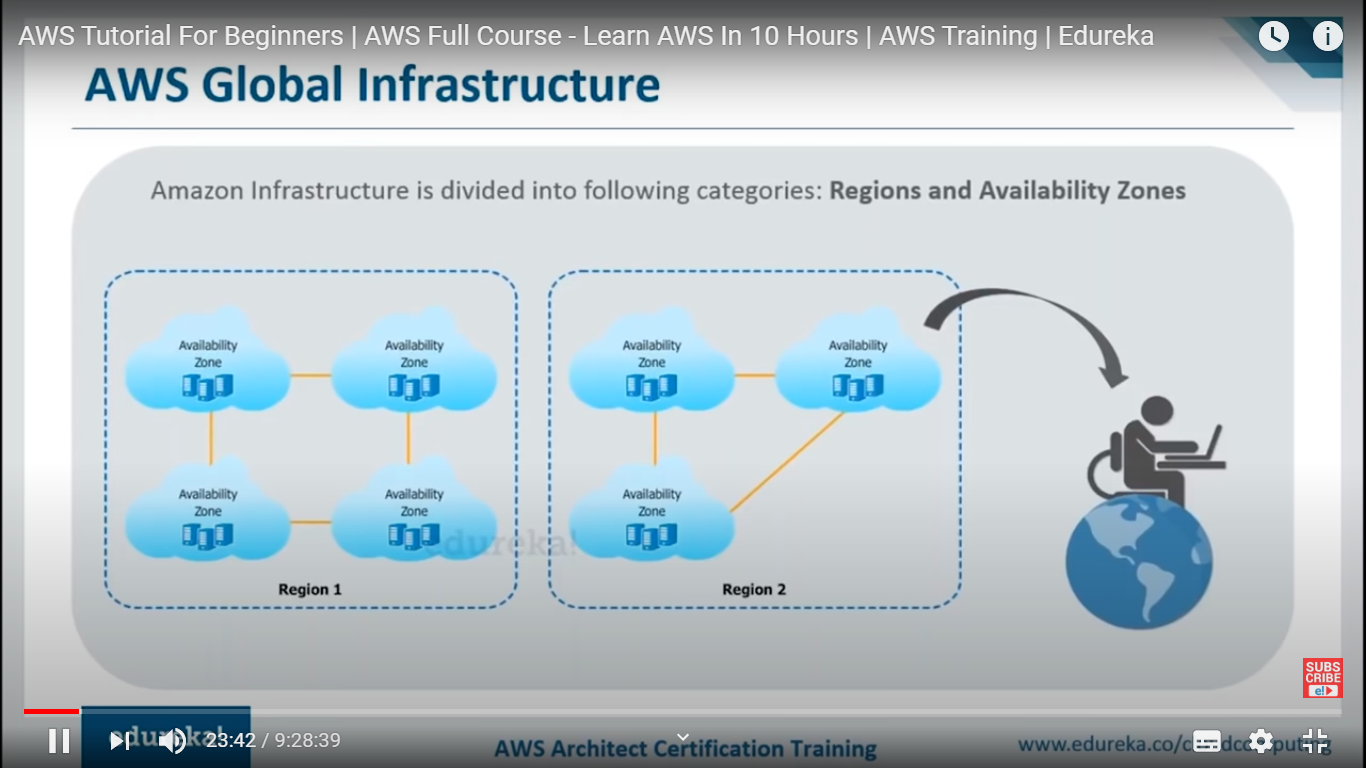 AWS Tutorial For Beginners | AWS Full Course - Learn AWS In 10 Hours | AWS Training | Edureka
AWS Global Infrastructure
Amazon Infrastructure is divided into following categories: Regions and Availability Zones
Availability
Zone
Availability
Zone
Availability
Zone
Availability
Zone
Region 1
Availability
Zone
Availability
Zone
Availability
Zone
Region 2
edureka!
SUBS
CRIBE
e!
edureka!
23:42 / 9:28:39
AWS Architect Certification Training
www.edureka.co/cloudcomputing